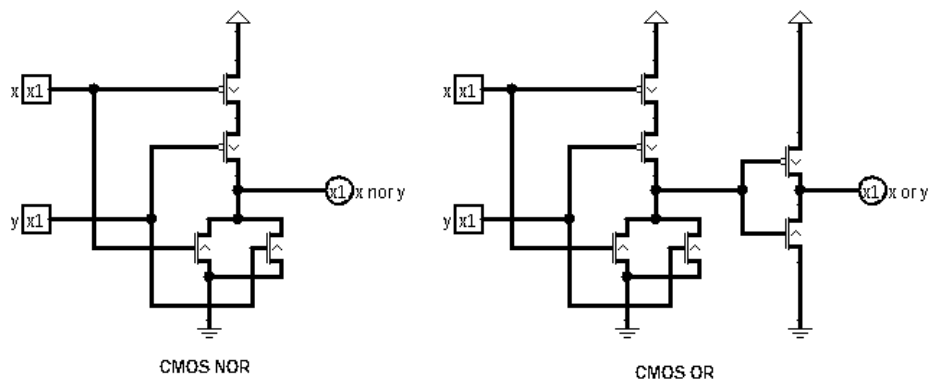 x x1
y x1
x1 x nor y
CMOS NOR
x x1
y x1
x1 x or y
CMOS OR